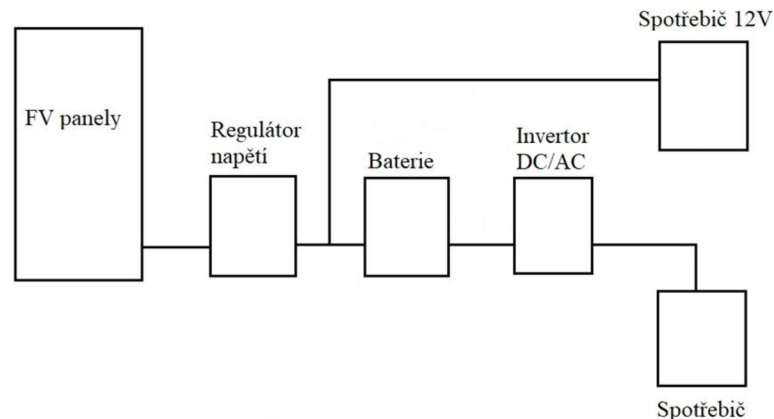 Spotřebič 12V
FV panely
Regulátor
napětí
Baterie
Invertor
DC/AC
Spotřebič